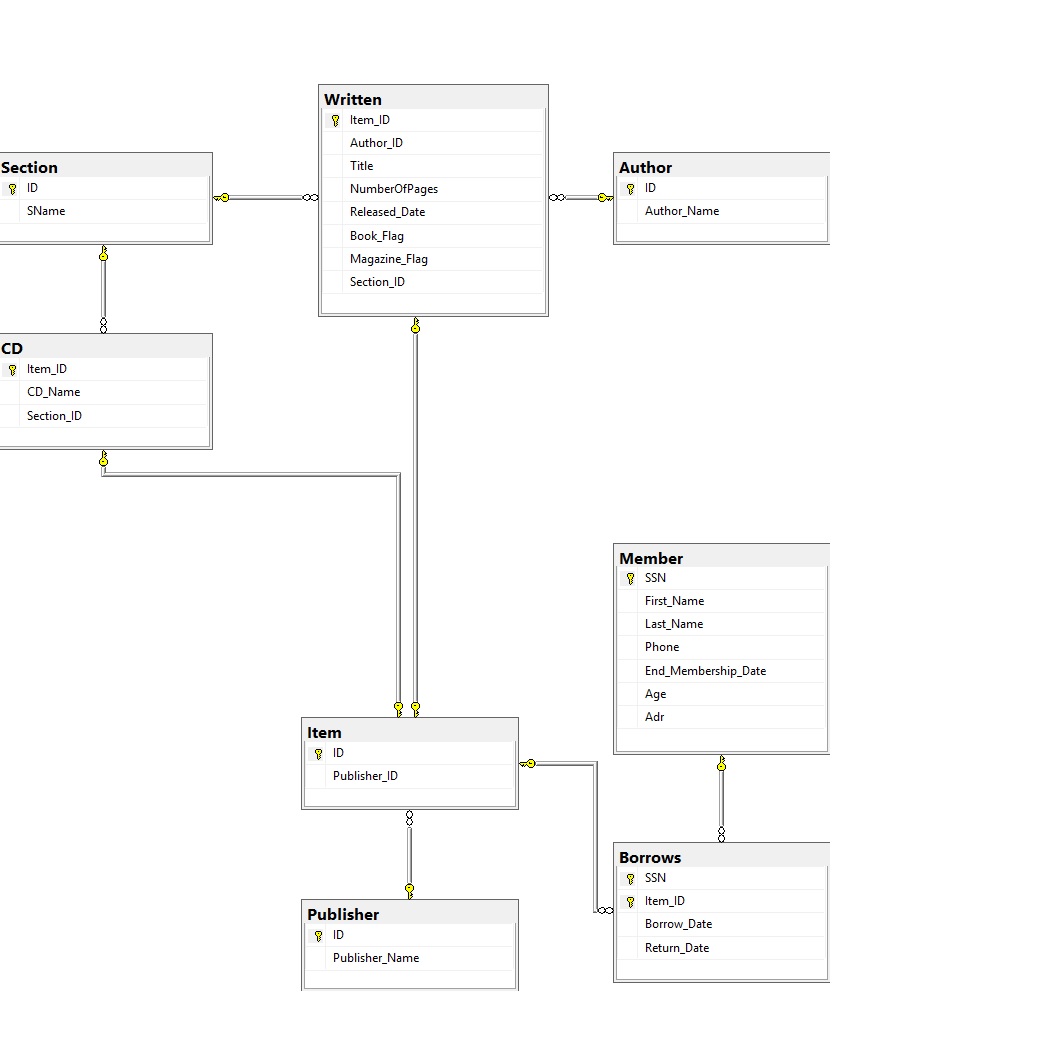 Written
Item_ID
Author_ID
Title
NumberOfPages
Released_Date
Book_Flag
Magazine_Flag
Section_ID
Section
ID
SName
Author
ID
Author_Name
CD
Item_ID
CD_Name
Section_ID
Member
SSN
First_Name
Last_Name
Phone
End_Membership_Date
Age
Adr
Item
ID
Publisher_ID
Borrows
SSN
Item_ID
Borrow_Date
Return_Date
Publisher
ID
Publisher_Name